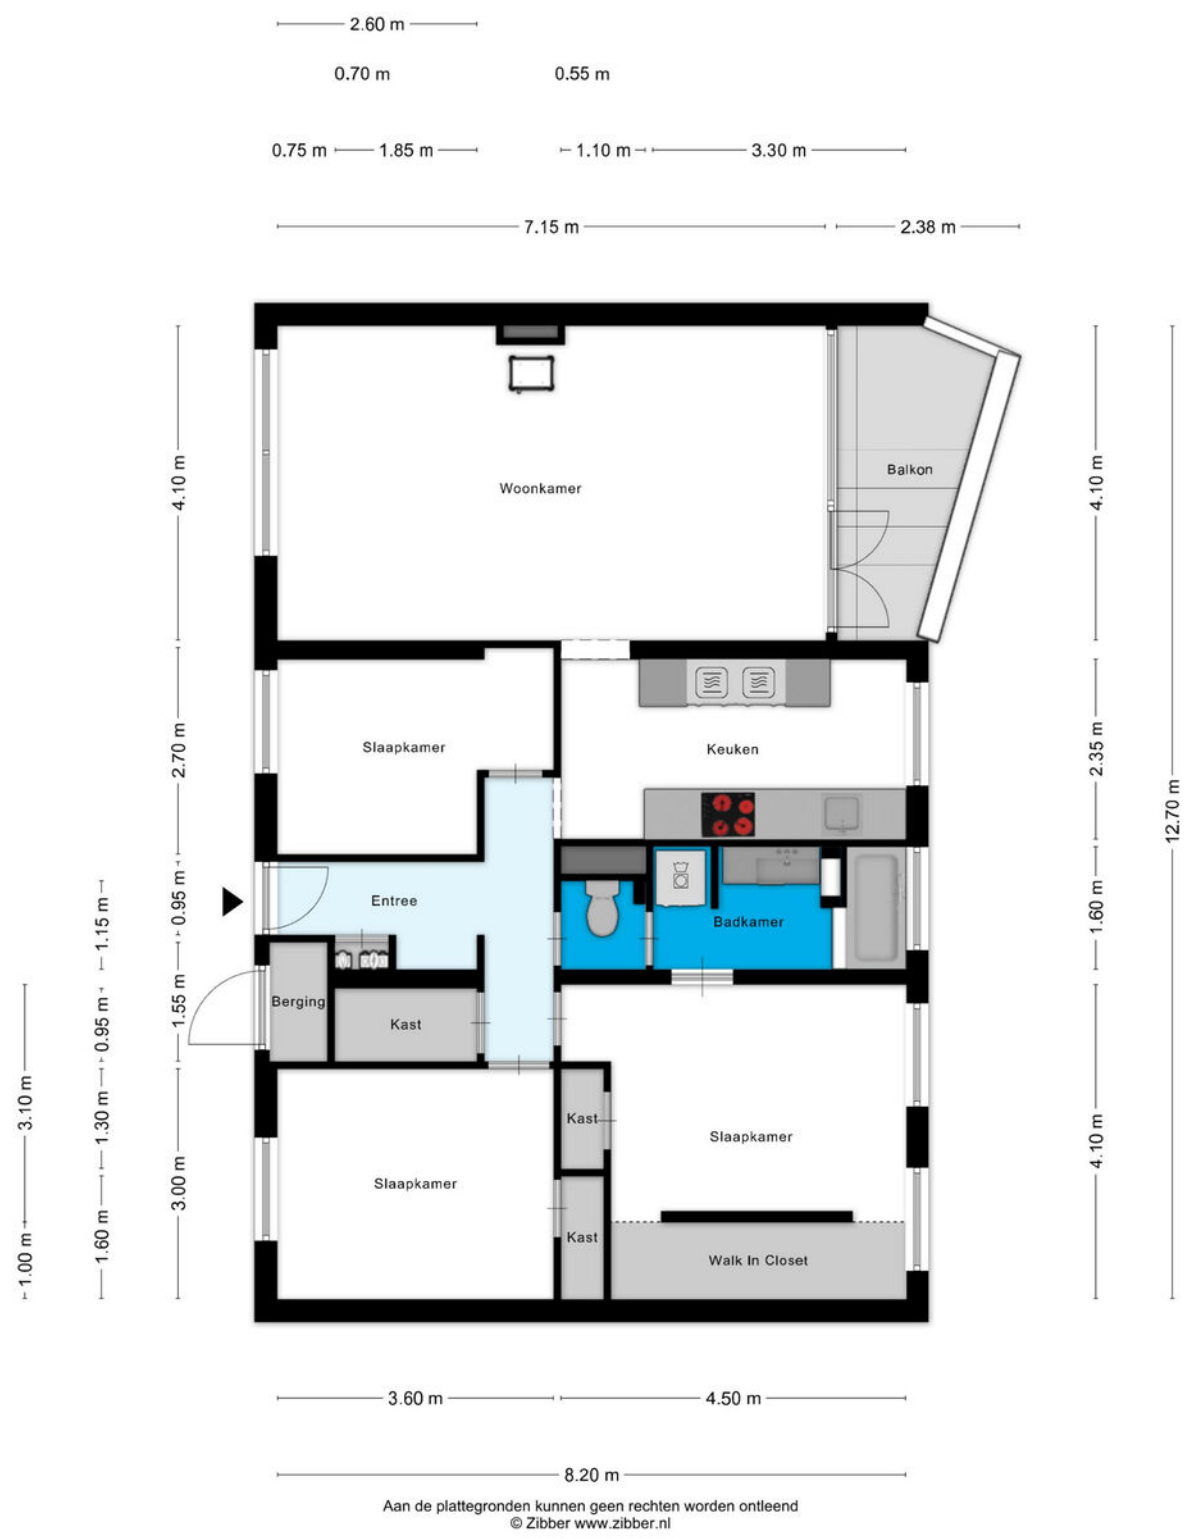 2.60 m
0.70 m 0.55 m
0.75 m 1.85 m 1.10 m 3.30 m
7.15 m 2.38 m
4.10 m
Woonkamer
Balkon
4.10 m
12.70 m
2.70 m
Slaapkamer
Keuken
2.35 m
0.95 m
1.15 m
Entree
Badkamer
1.60 m
1.55 m
0.95 m
Berging
Kast
3.10 m
1.30 m
Kast
Slaapkamer
4.10 m
3.00 m
Slaapkamer
1.60 m
1.00 m
Kast
Walk In Closet
3.60 m 4.50 m
8.20 m
Aan de plattegronden kunnen geen rechten worden ontleend
© Zibber www.zibber.nl